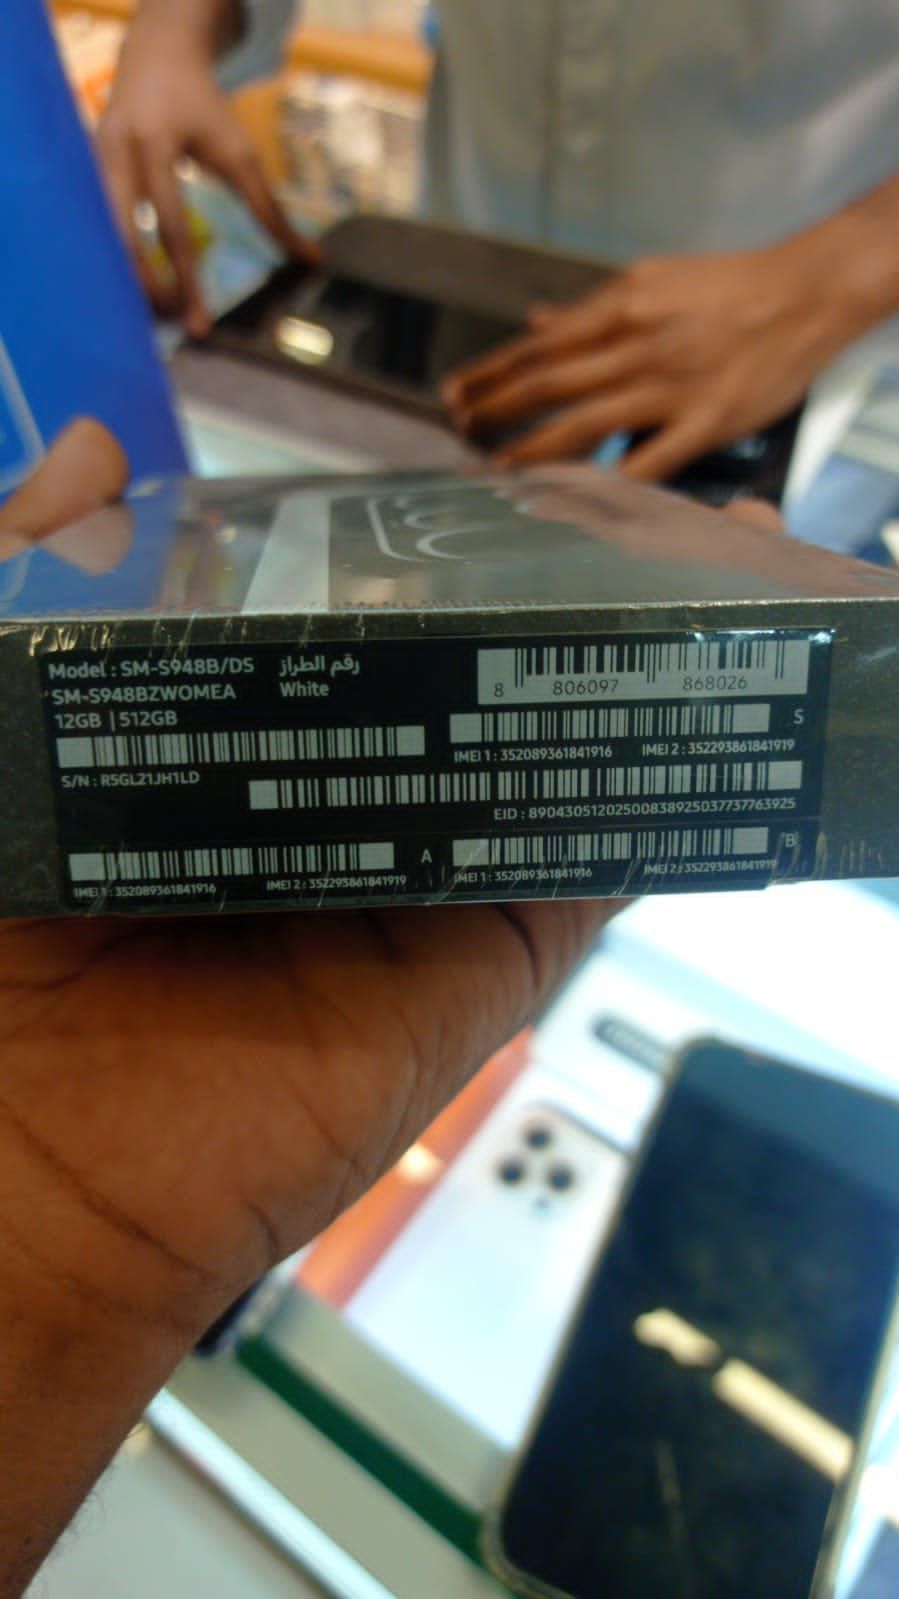 Model : SM-S948B/DS رقم الطراز
SM-S948BZWOMEA White
12GB | 512GB
8 806097 868026
S
IMEI 1 : 352089361841916 IMEI 2 : 352293861841919
S/N : R5GL21JH1LD
EID : 89043051202500838925037737763925
A
IMEI 1 : 352089361841916 IMEI 2 : 352293861841919
B
IMEI 1 : 352089361841916 IMEI 2 : 352293861841919